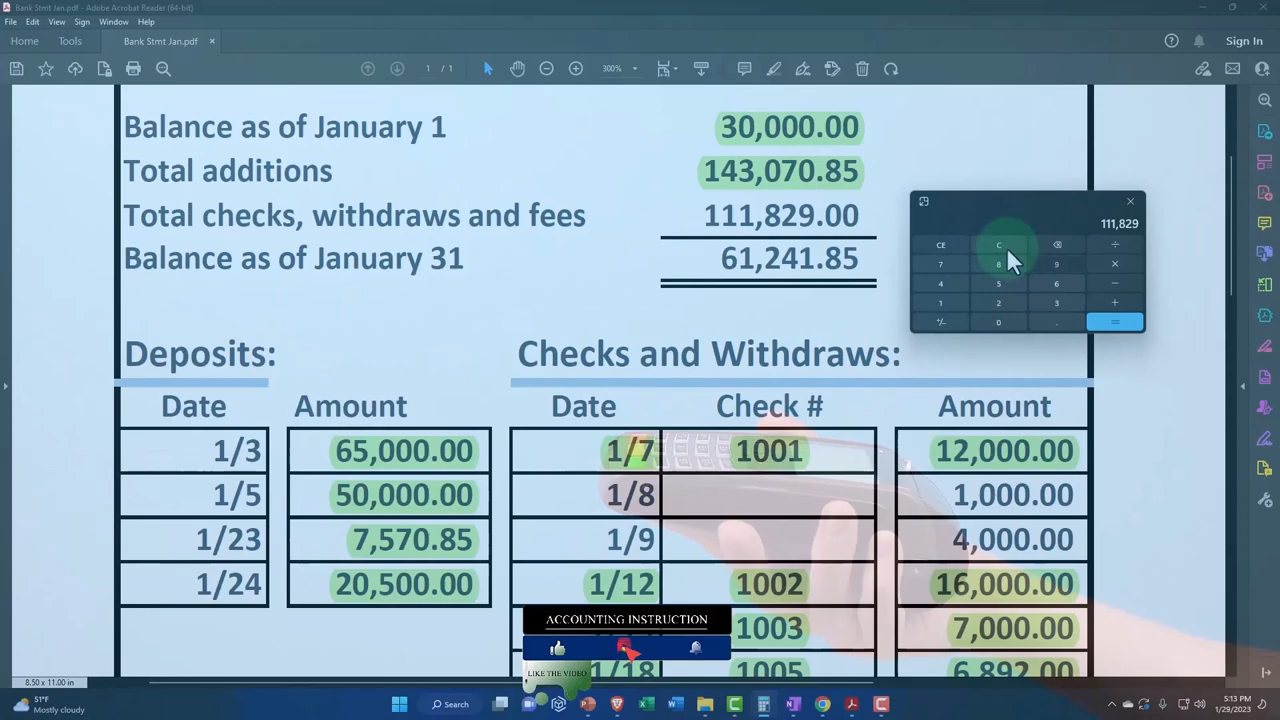 Bank Stmt Jan.pdf - Adobe Acrobat Reader (64-bit)
File Edit View Sign Window Help
Home Tools Bank Stmt Jan.pdf × Sign In
1 / 1 300%
Balance as of January 1 30,000.00
Total additions 143,070.85
Total checks, withdraws and fees 111,829.00
Balance as of January 31 61,241.85
111,829
CE C ÷
7 8 9 ×
4 5 6 −
1 2 3 +
+/− 0 . =
Deposits: Checks and Withdraws:
Date Amount Date Check # Amount
1/3 65,000.00 1/7 1001 12,000.00
1/5 50,000.00 1/8 1,000.00
1/23 7,570.85 1/9 4,000.00
1/24 20,500.00 1/12 1002 16,000.00
1003 7,000.00
1/18 1005 6,892.00
ACCOUNTING INSTRUCTION
LIKE THE VIDEO
8.50 x 11.00 in
51°F
Mostly cloudy
Search
5:13 PM
1/29/2023